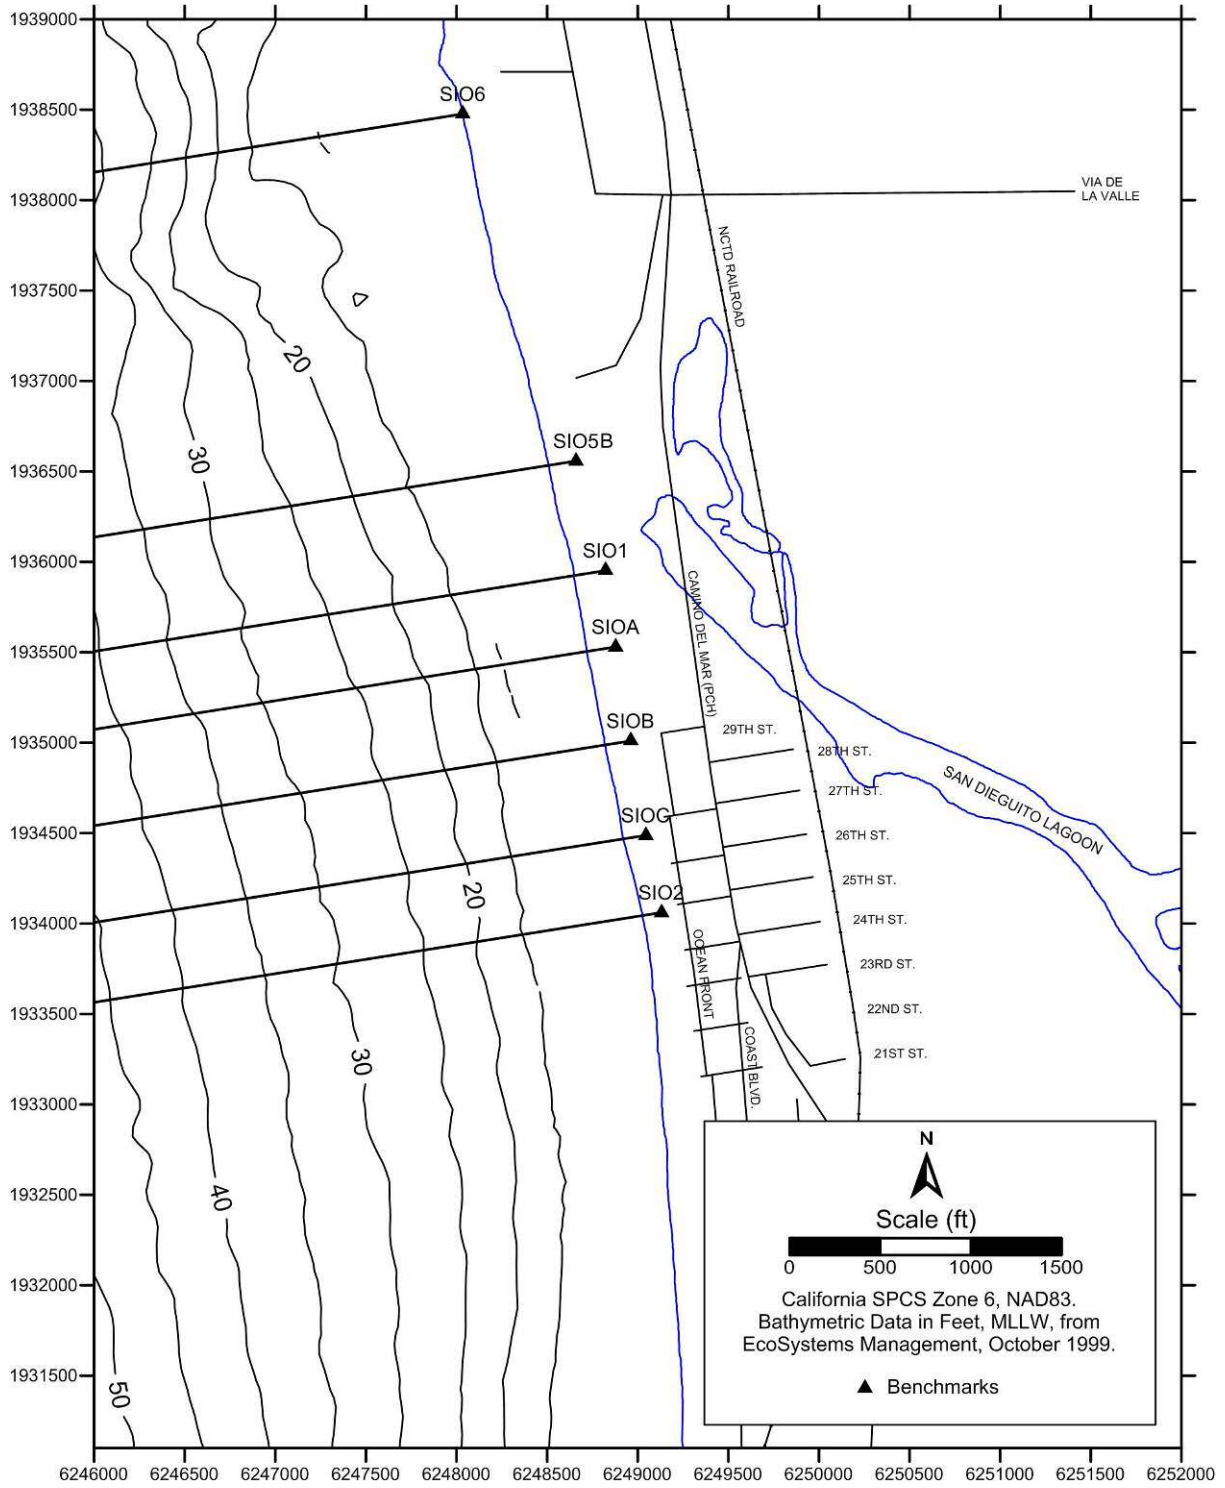 1939000
1938500
1938000
1937500
1937000
1936500
1936000
1935500
1935000
1934500
1934000
1933500
1933000
1932500
1932000
1931500
SIO6
VIA DE
LA VALLE
NCTD RAILROAD
20
30
SIO5B
SIO1
SIOA
CAMINO DEL MAR (PCH)
SIOB
29TH ST.
28TH ST.
27TH ST.
SAN DIEGUITO LAGOON
SIOC
26TH ST.
25TH ST.
20
SIO2
24TH ST.
OCEAN FRONT
23RD ST.
22ND ST.
21ST ST.
COAST BLVD.
30
40
50
N
Scale (ft)
0 500 1000 1500
California SPCS Zone 6, NAD83.
Bathymetric Data in Feet, MLLW, from
EcoSystems Management, October 1999.
Benchmarks
6246000 6246500 6247000 6247500 6248000 6248500 6249000 6249500 6250000 6250500 6251000 6251500 6252000